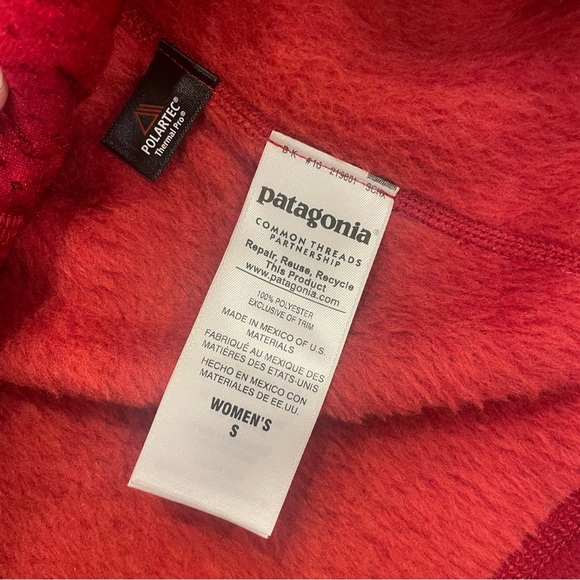 POLARTEC®
Thermal Pro®
patagonia®
COMMON THREADS
PARTNERSHIP
Repair, Reuse, Recycle
This Product
www.patagonia.com
100% POLYESTER
EXCLUSIVE OF TRIM
MADE IN MEXICO OF U.S.
MATERIALS
FABRIQUÉ AU MEXIQUE DES
MATIÈRES DES ETATS-UNIS
HECHO EN MEXICO CON
MATERIALES DE EE.UU.
WOMEN'S
S